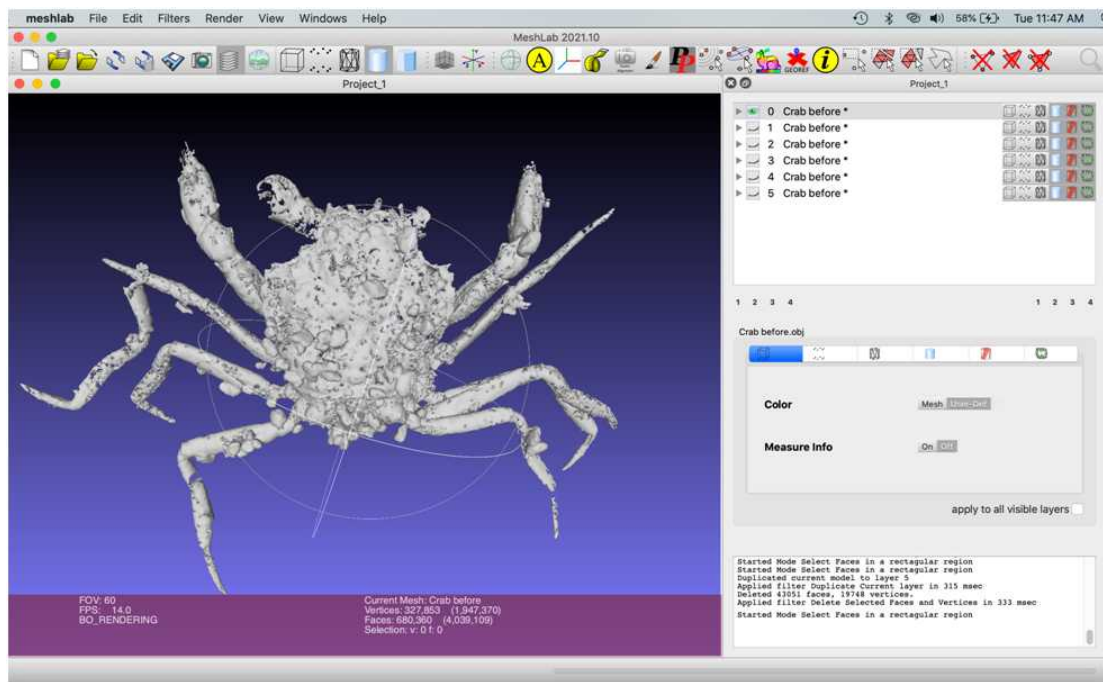 meshlab File Edit Filters Render View Windows Help 58% Tue 11:47 AM
MeshLab 2021.10
A
GEOREF
i
Project_1
Project_1
0 Crab before *
1 Crab before *
2 Crab before *
3 Crab before *
4 Crab before *
5 Crab before *
1 2 3 4 1 2 3 4
Crab before.obj
Color Mesh User-Def
Measure Info On Off
apply to all visible layers
Started Mode Select Faces in a rectagular region
Started Mode Select Faces in a rectagular region
Duplicated current model to layer 5
Applied filter Duplicate Current layer in 315 msec
Deleted 43051 faces, 19748 vertices.
Applied filter Delete Selected Faces and Vertices in 333 msec
Started Mode Select Faces in a rectagular region
FOV: 60
FPS: 14.0
BO_RENDERING
Current Mesh: Crab before
Vertices: 327,853 (1,947,370)
Faces: 680,360 (4,039,109)
Selection: v: 0 f: 0